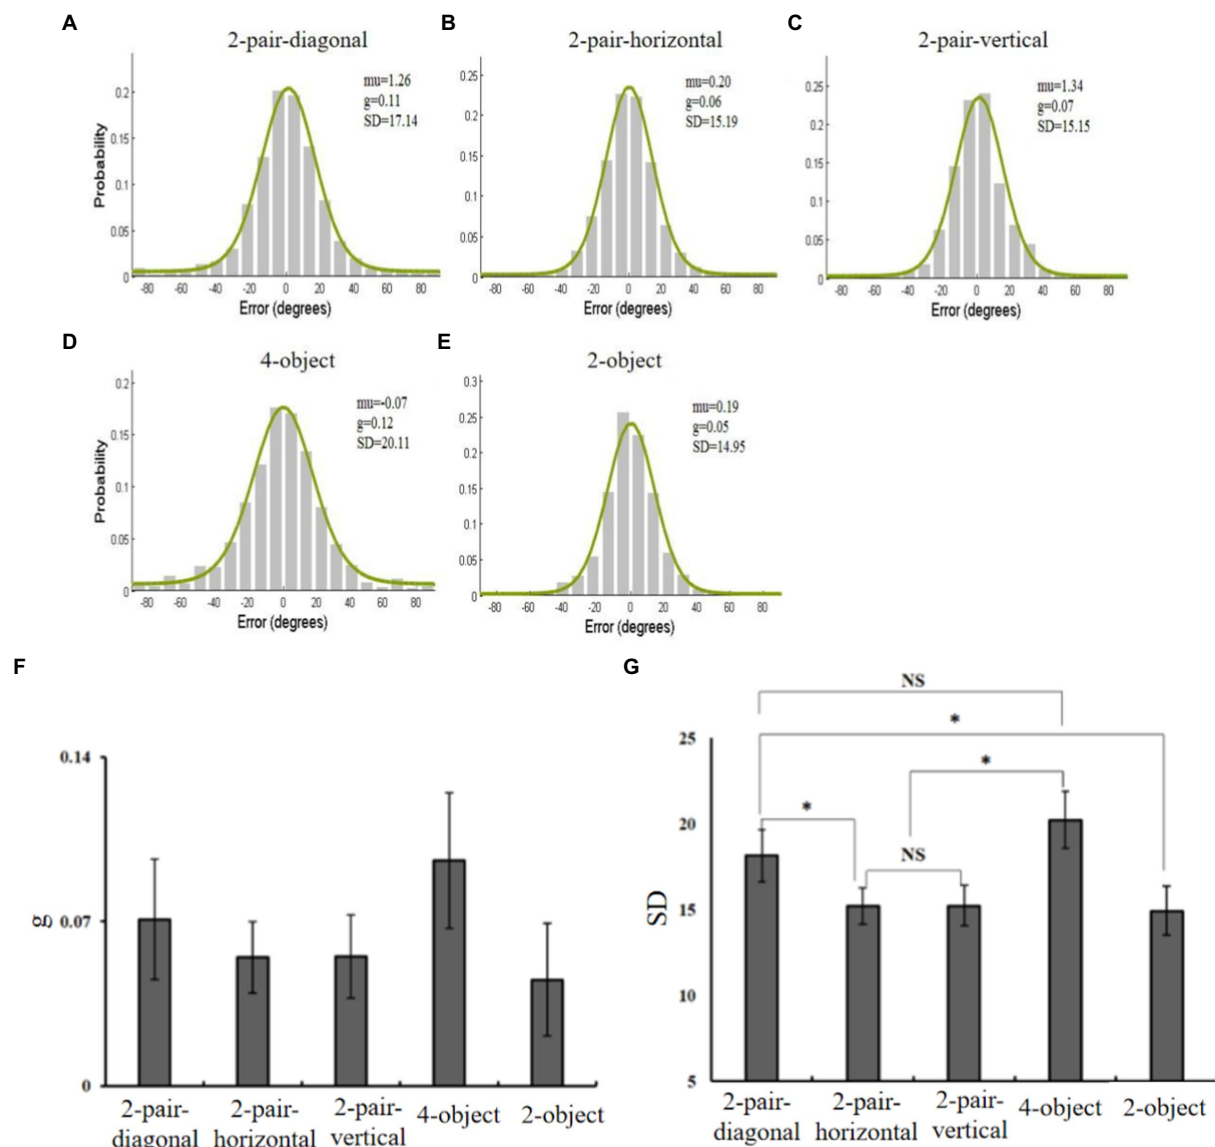 A
2-pair-diagonal
mu=1.26
g=0.11
SD=17.14
Probability
0.2
0.15
0.1
0.05
0
-80 -60 -40 -20 0 20 40 60 80
Error (degrees)
B
2-pair-horizontal
mu=0.20
g=0.06
SD=15.19
0.25
0.2
0.15
0.1
0.05
0
-80 -60 -40 -20 0 20 40 60 80
Error (degrees)
C
2-pair-vertical
mu=1.34
g=0.07
SD=15.15
0.25
0.2
0.15
0.1
0.05
0
-80 -60 -40 -20 0 20 40 60 80
Error (degrees)
D
4-object
mu=-0.07
g=0.12
SD=20.11
Probability
0.2
0.15
0.1
0.05
0
-80 -60 -40 -20 0 20 40 60 80
Error (degrees)
E
2-object
mu=0.19
g=0.05
SD=14.95
0.3
0.25
0.2
0.15
0.1
0.05
0
-80 -60 -40 -20 0 20 40 60 80
Error (degrees)
F
g
0.14
0.07
0
2-pair-
diagonal
2-pair-
horizontal
2-pair-
vertical
4-object
2-object
G
NS
*
*
*
NS
SD
25
20
15
10
5
2-pair-
diagonal
2-pair-
horizontal
2-pair-
vertical
4-object
2-object